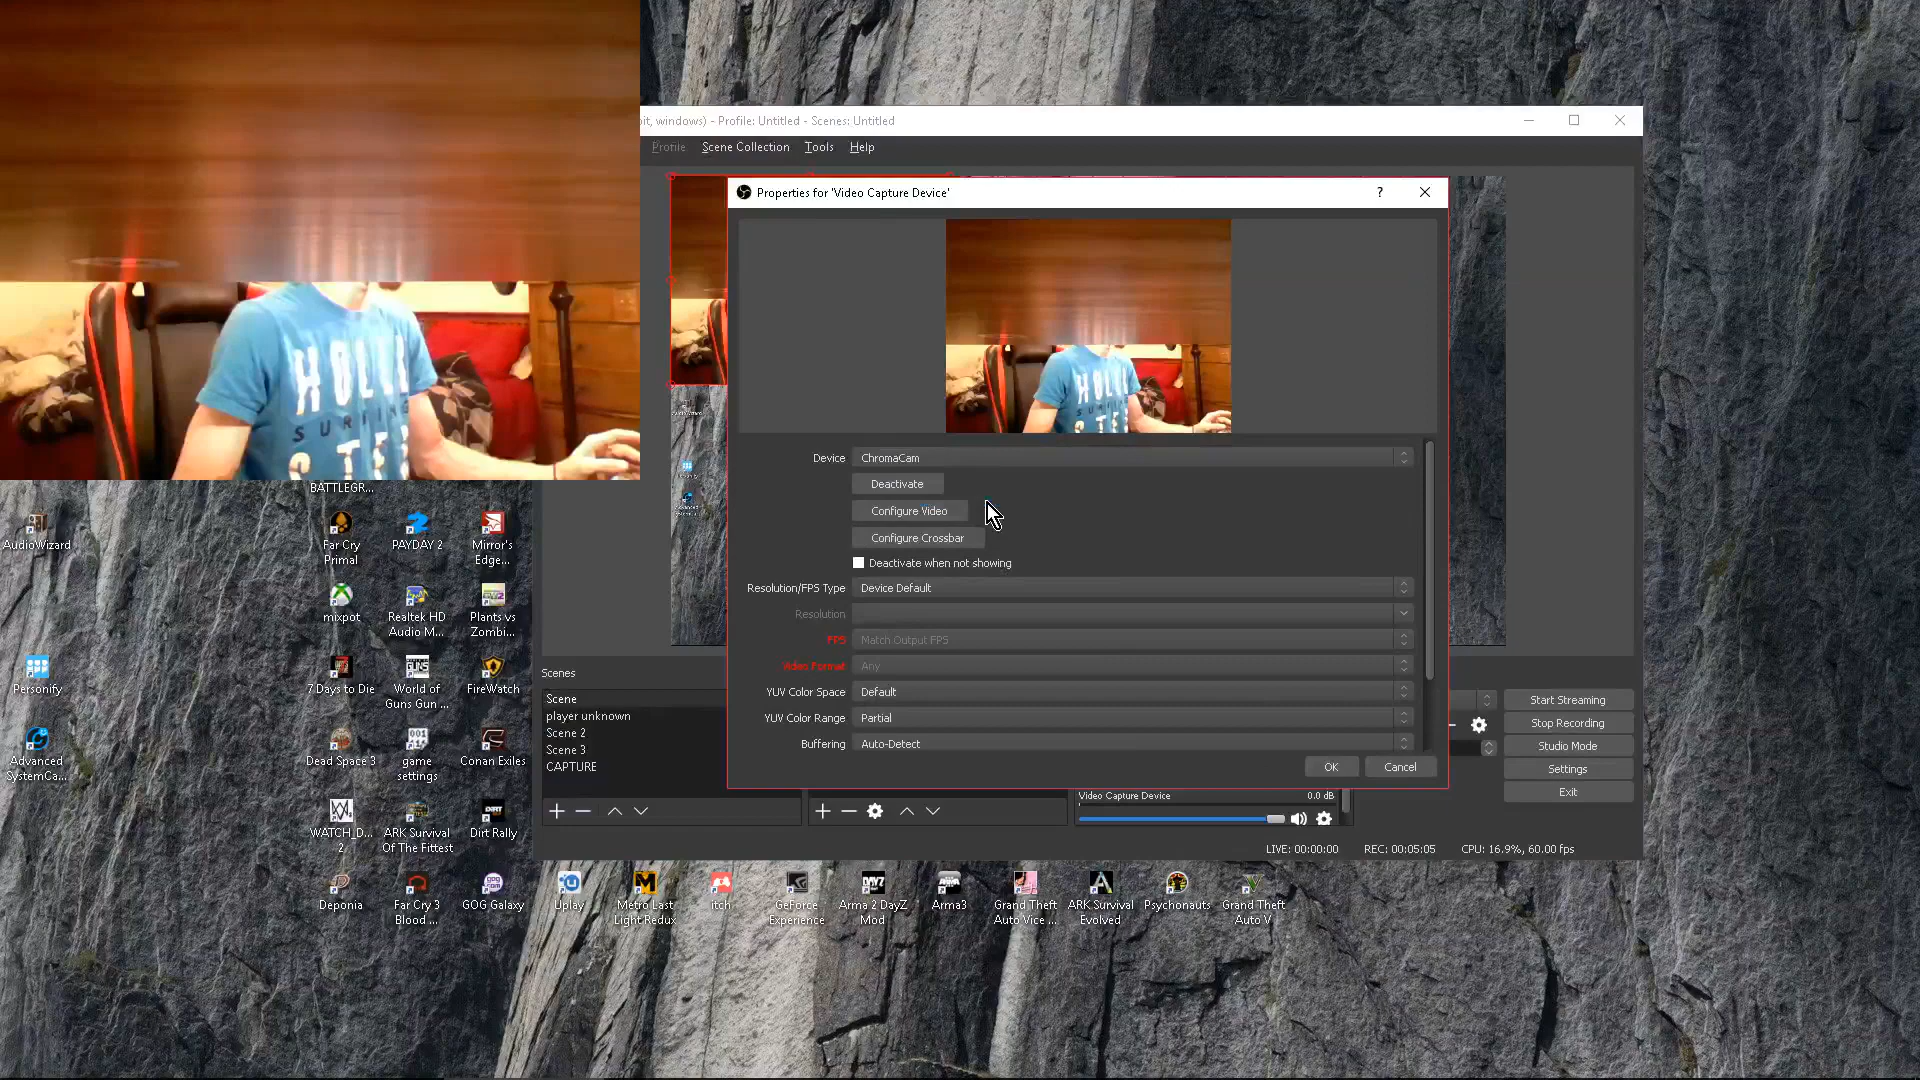 bit, windows) - Profile: Untitled - Scenes: Untitled
Profile Scene Collection Tools Help
Properties for 'Video Capture Device'
?
HOLL
SURFING
STE
Device ChromaCam
Deactivate
Configure Video
Configure Crossbar
Deactivate when not showing
Resolution/FPS Type Device Default
Resolution
FPS Match Output FPS
Video Format Any
YUV Color Space Default
YUV Color Range Partial
Buffering Auto-Detect
OK Cancel
Scenes
Scene
player unknown
Scene 2
Scene 3
CAPTURE
Start Streaming
Stop Recording
Studio Mode
Settings
Exit
Video Capture Device 0.0 dB
LIVE: 00:00:00 REC: 00:05:05 CPU: 16.9%, 60.00 fps
BATTLEGR...
AudioWizard
Far Cry
Primal
PAYDAY 2
Mirror's
Edge...
mixpot
Realtek HD
Audio M...
Plants vs
Zombi...
Personify
7 Days to Die
World of
Guns Gun ...
FireWatch
Advanced
SystemCa...
Dead Space 3
game
settings
Conan Exiles
WATCH_D...
2
ARK Survival
Of The Fittest
Dirt Rally
Deponia
Far Cry 3
Blood ...
GOG Galaxy
Uplay
Metro Last
Light Redux
itch
GeForce
Experience
Arma 2 DayZ
Mod
Arma3
Grand Theft
Auto Vice ...
ARK Survival
Evolved
Psychonauts
Grand Theft
Auto V